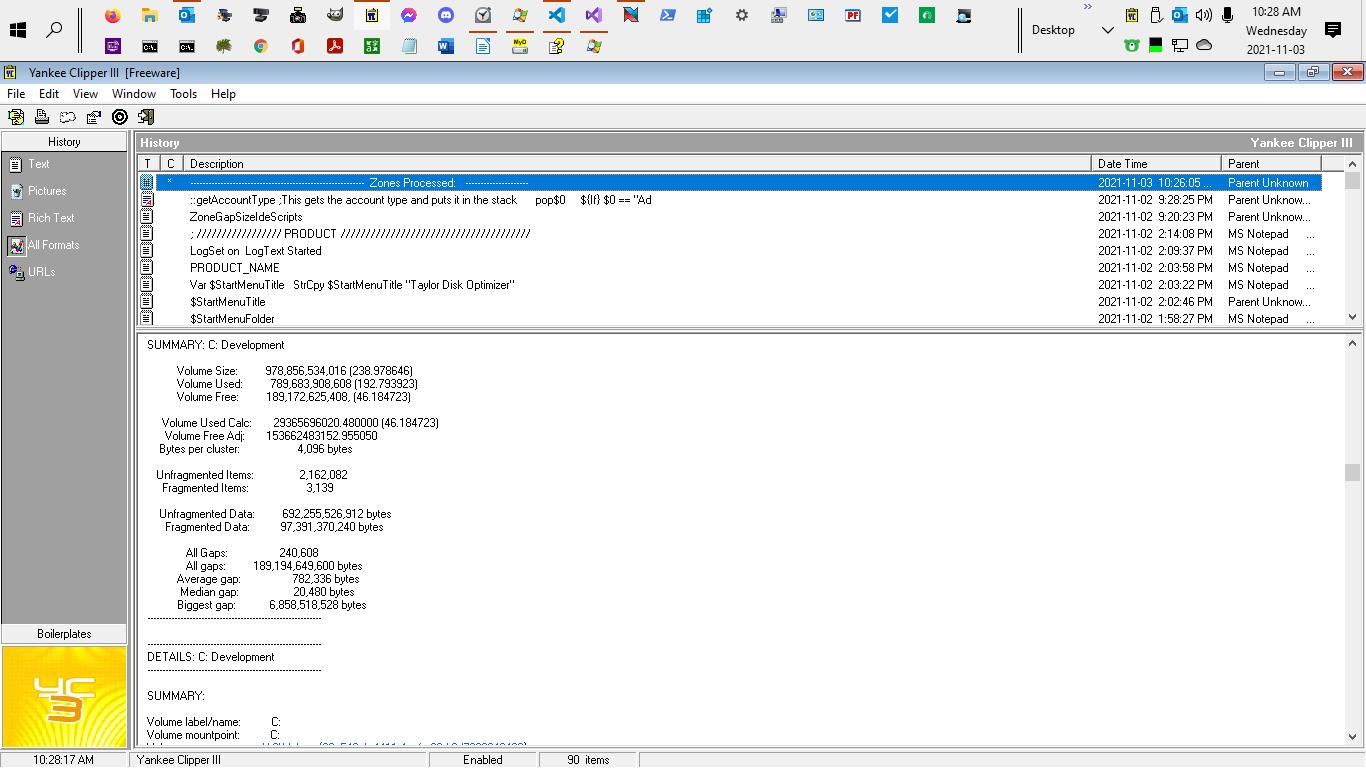 Desktop
10:28 AM
Wednesday
2021-11-03
Yankee Clipper III [Freeware]
File Edit View Window Tools Help
History
Text
Pictures
Rich Text
All Formats
URLs
Boilerplates
YC
3
History Yankee Clipper III
T C Description Date Time Parent
* ------------------------------------------------------------ Zones Processed: ---------------------- 2021-11-03 10:26:05 ... Parent Unknown
::getAccountType ;This gets the account type and puts it in the stack pop$0 ${If} $0 == "Ad 2021-11-02 9:28:25 PM Parent Unknow...
ZoneGapSizeIdeScripts 2021-11-02 9:20:23 PM Parent Unknow...
; ///////////////// PRODUCT ////////////////////////////////////// 2021-11-02 2:14:08 PM MS Notepad ...
LogSet on LogText Started 2021-11-02 2:09:37 PM MS Notepad ...
PRODUCT_NAME 2021-11-02 2:03:58 PM MS Notepad ...
Var $StartMenuTitle StrCpy $StartMenuTitle "Taylor Disk Optimizer" 2021-11-02 2:03:22 PM MS Notepad ...
$StartMenuTitle 2021-11-02 2:02:46 PM Parent Unknow...
$StartMenuFolder 2021-11-02 1:58:27 PM MS Notepad ...
SUMMARY: C: Development
Volume Size: 978,856,534,016 (238.978646)
Volume Used: 789,683,908,608 (192.793923)
Volume Free: 189,172,625,408, (46.184723)
Volume Used Calc: 29365696020.480000 (46.184723)
Volume Free Adj: 153662483152.955050
Bytes per cluster: 4,096 bytes
Unfragmented Items: 2,162,082
Fragmented Items: 3,139
Unfragmented Data: 692,255,526,912 bytes
Fragmented Data: 97,391,370,240 bytes
All Gaps: 240,608
All gaps: 189,194,649,600 bytes
Average gap: 782,336 bytes
Median gap: 20,480 bytes
Biggest gap: 6,858,518,528 bytes
------------------------------------------------------------
------------------------------------------------------------
DETAILS: C: Development
------------------------------------------------------------
SUMMARY:
Volume label/name: C:
Volume mountpoint: C:
10:28:17 AM Yankee Clipper III Enabled 90 items